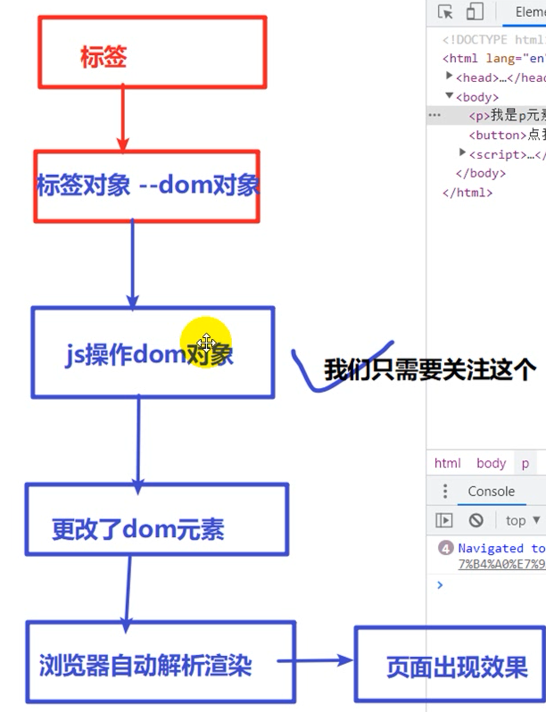 标签
标签对象 --dom对象
js操作dom对象
我们只需要关注这个
更改了dom元素
浏览器自动解析渲染
页面出现效果
Eleme
<!DOCTYPE html
<html lang="en"
<head>…</head
<body>
<p>我是p元素
<button>点我
<script>…</
</body>
</html>
html body p
Console
top
4 Navigated to
7%B4%A0%E7%9